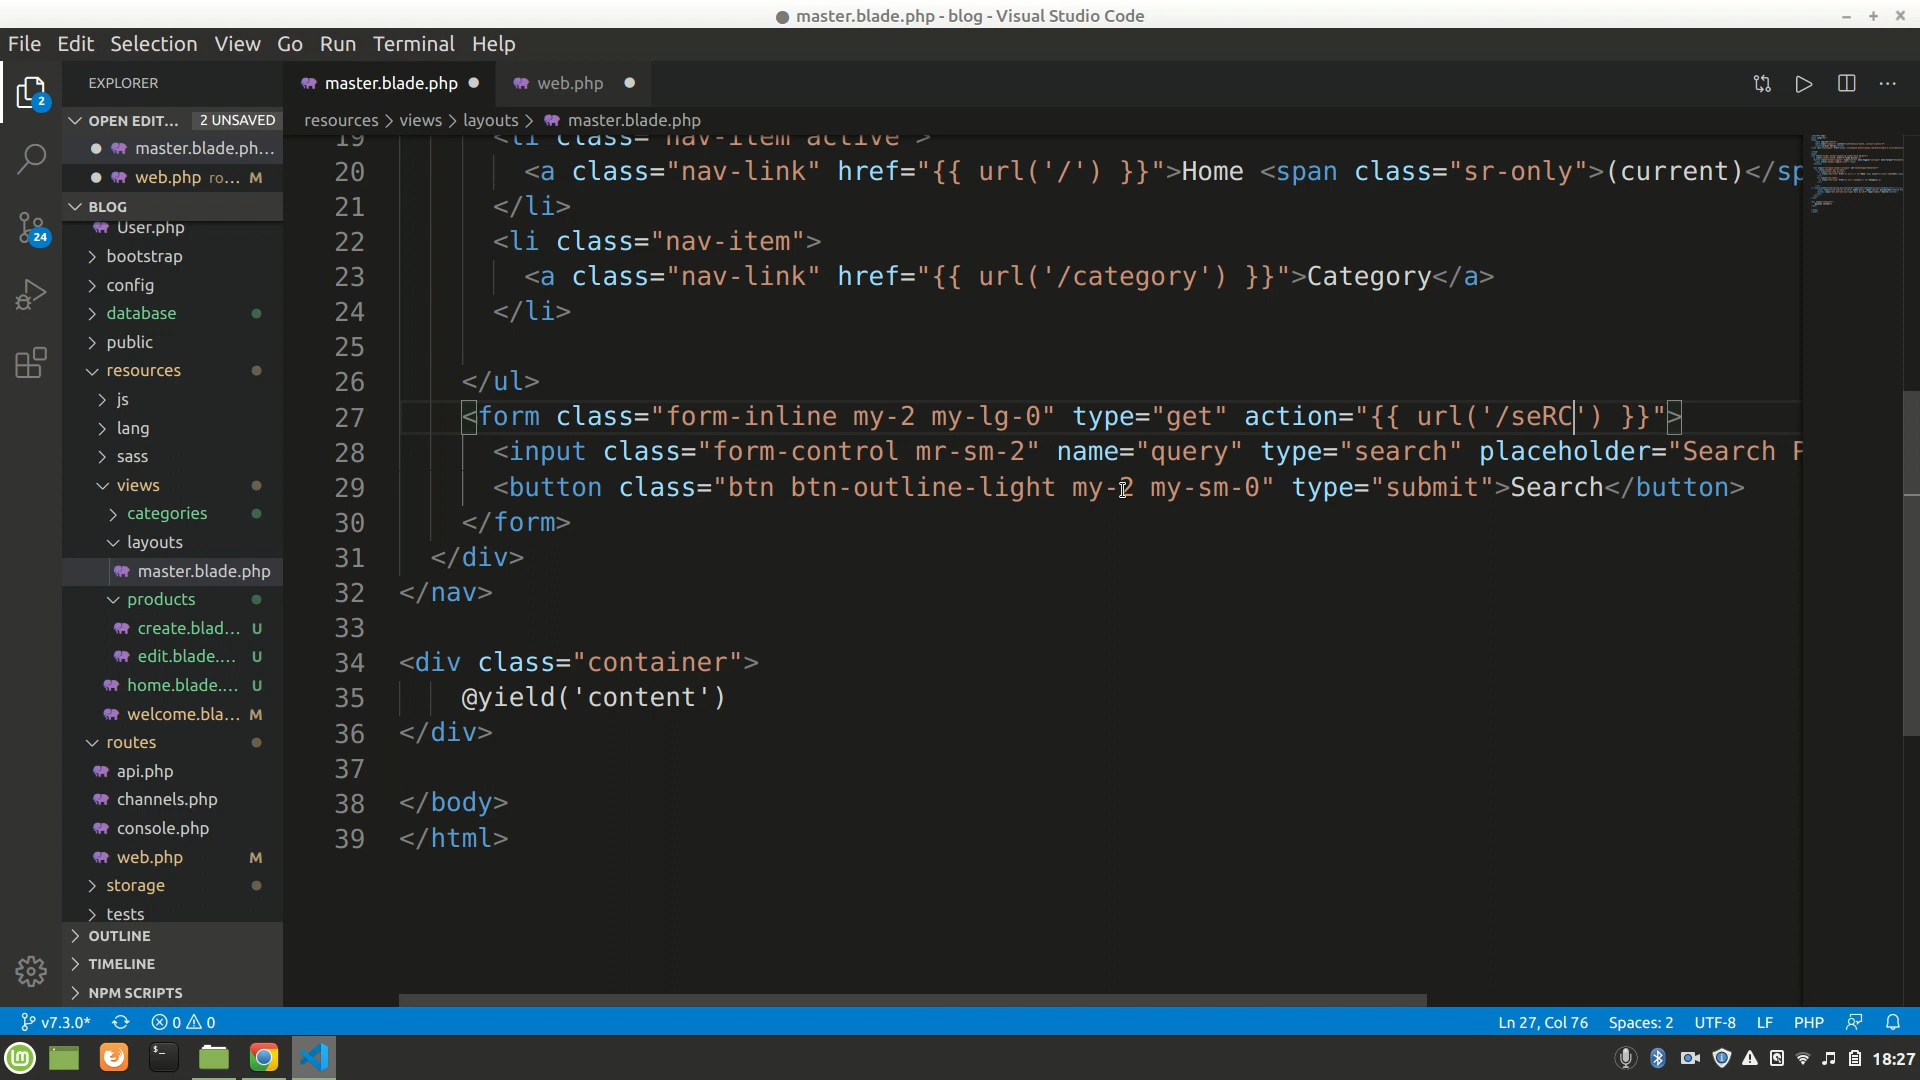 master.blade.php - blog - Visual Studio Code
File Edit Selection View Go Run Terminal Help
2
24
EXPLORER
OPEN EDIT... 2 UNSAVED
master.blade.ph...
web.php ro... M
BLOG
User.php
bootstrap
config
database
public
resources
js
lang
sass
views
categories
layouts
master.blade.php
products
create.blad... U
edit.blade.... U
home.blade.... U
welcome.bla... M
routes
api.php
channels.php
console.php
web.php M
storage
tests
OUTLINE
TIMELINE
NPM SCRIPTS
master.blade.php web.php
resources > views > layouts > master.blade.php
19 <li class="nav-item active">
20 <a class="nav-link" href="{{ url('/') }}">Home <span class="sr-only">(current)</sp
21 </li>
22 <li class="nav-item">
23 <a class="nav-link" href="{{ url('/category') }}">Category</a>
24 </li>
25
26 </ul>
27 <form class="form-inline my-2 my-lg-0" type="get" action="{{ url('/seRC') }}">
28 <input class="form-control mr-sm-2" name="query" type="search" placeholder="Search P
29 <button class="btn btn-outline-light my-2 my-sm-0" type="submit">Search</button>
30 </form>
31 </div>
32 </nav>
33
34 <div class="container">
35 @yield('content')
36 </div>
37
38 </body>
39 </html>
v7.3.0* 0 0 Ln 27, Col 76 Spaces: 2 UTF-8 LF PHP
18:27